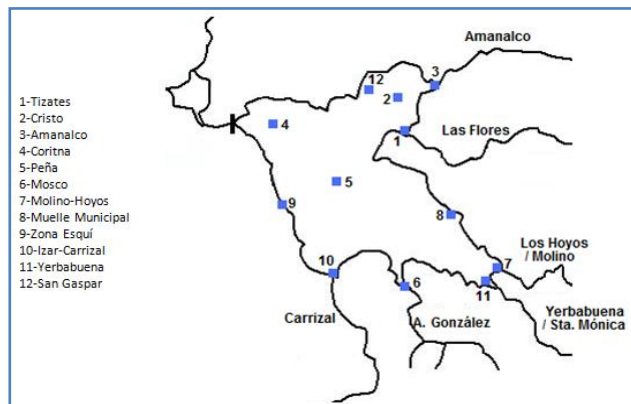 1-Tizates
2-Cristo
3-Amanalco
4-Coritna
5-Peña
6-Mosco
7-Molino-Hoyos
8-Muelle Municipal
9-Zona Esquí
10-Izar-Carrizal
11-Yerbabuena
12-San Gaspar
Amanalco
12
3
2
4
1
Las Flores
5
9
8
Los Hoyos
/ Molino
7
10
6
11
Yerbabuena
/ Sta. Mónica
Carrizal
A. González